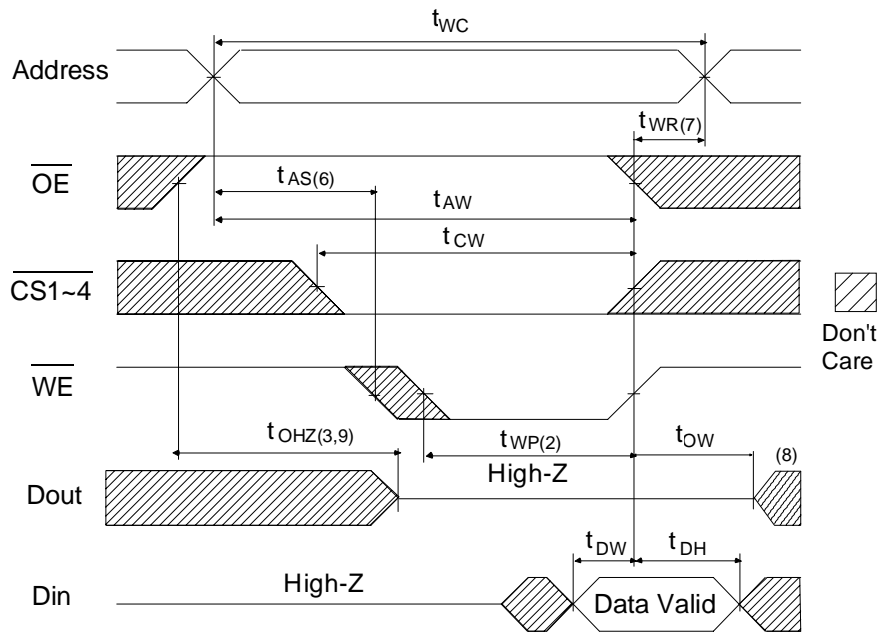 tWC
Address
tWR(7)
OE
tAS(6)
tAW
tCW
CS1~4
Don't
Care
WE
tOHZ(3,9)
tWP(2)
tOW
High-Z
(8)
Dout
tDW
tDH
High-Z
Din
Data Valid